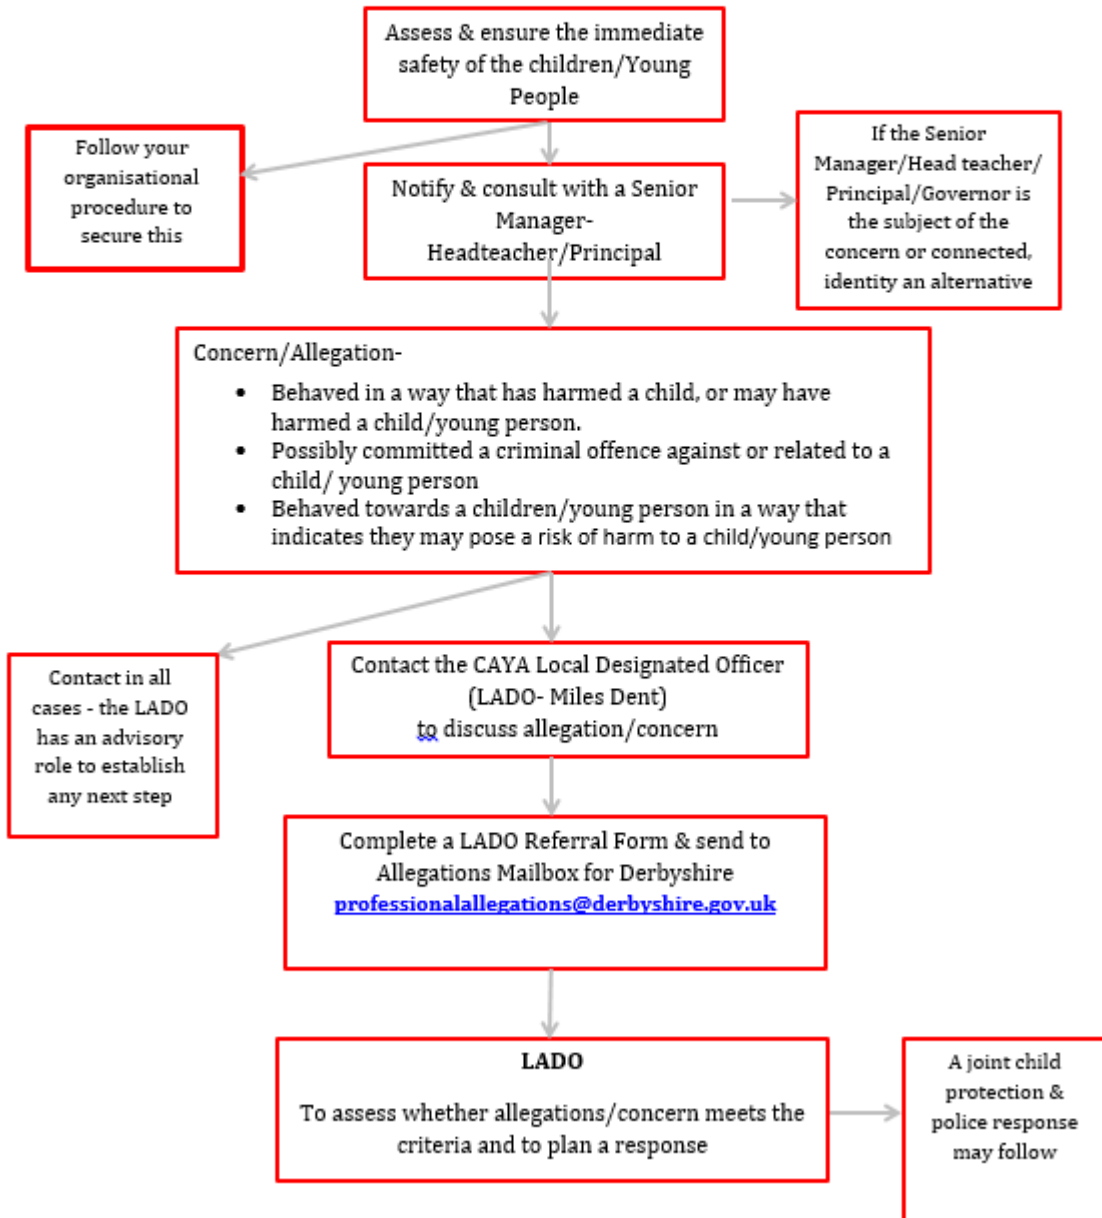 Assess & ensure the immediate
safety of the children/Young
People
Follow your
organisational
procedure to
secure this
Notify & consult with a Senior
Manager-
Headteacher/Principal
If the Senior
Manager/Head teacher/
Principal/Governor is
the subject of the
concern or connected,
identity an alternative
Concern/Allegation-
• Behaved in a way that has harmed a child, or may have
harmed a child/young person.
• Possibly committed a criminal offence against or related to a
child/ young person
• Behaved towards a children/young person in a way that
indicates they may pose a risk of harm to a child/young person
Contact in all
cases - the LADO
has an advisory
role to establish
any next step
Contact the CAYA Local Designated Officer
(LADO- Miles Dent)
to discuss allegation/concern
Complete a LADO Referral Form & send to
Allegations Mailbox for Derbyshire
professionalallegations@derbyshire.gov.uk
LADO
To assess whether allegations/concern meets the
criteria and to plan a response
A joint child
protection &
police response
may follow